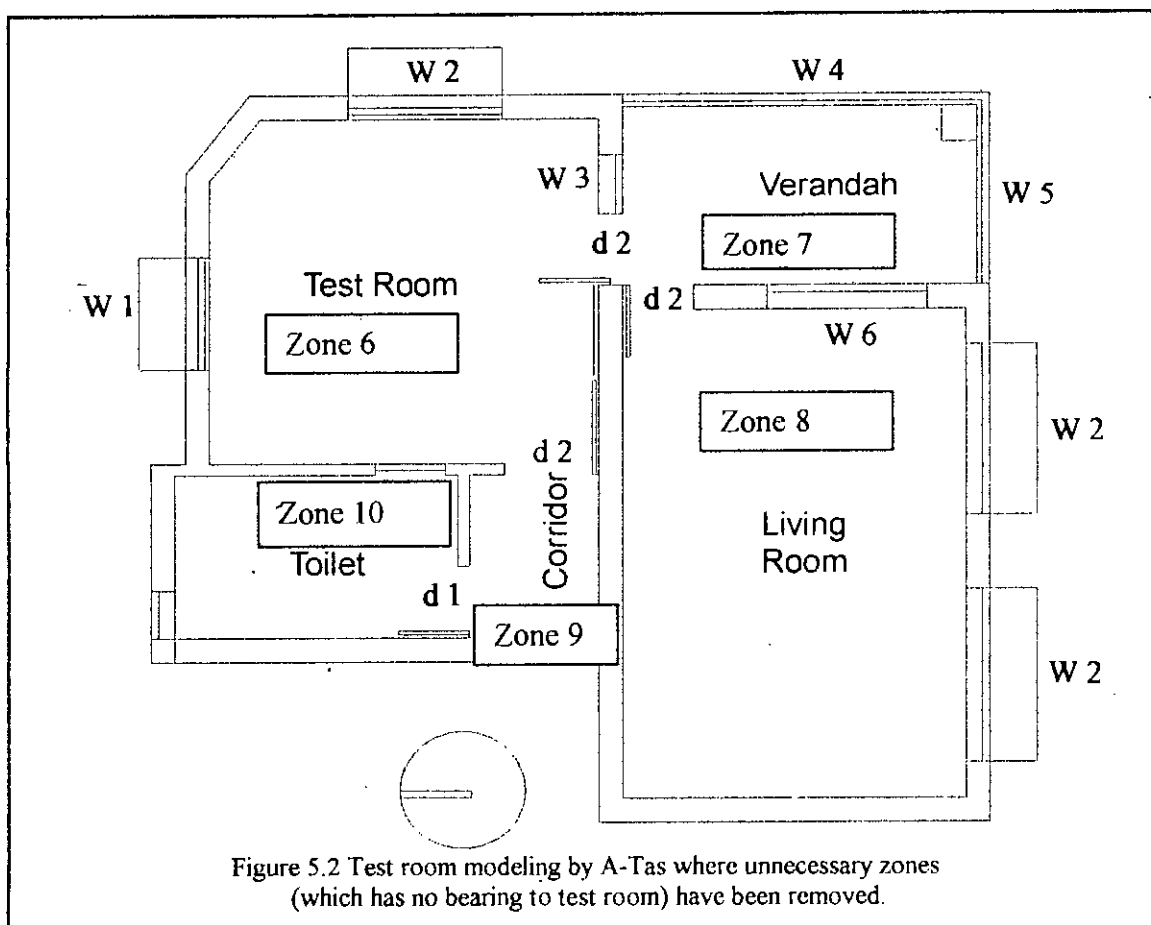 W 2
W 4
W 3
Verandah
W 5
d 2
Zone 7
Test Room
W 1
d 2
Zone 6
W 6
Zone 8
W 2
d 2
Corridor
Zone 10
Toilet
Living
Room
d 1
Zone 9
W 2
Figure 5.2 Test room modeling by A-Tas where unnecessary zones
(which has no bearing to test room) have been removed.